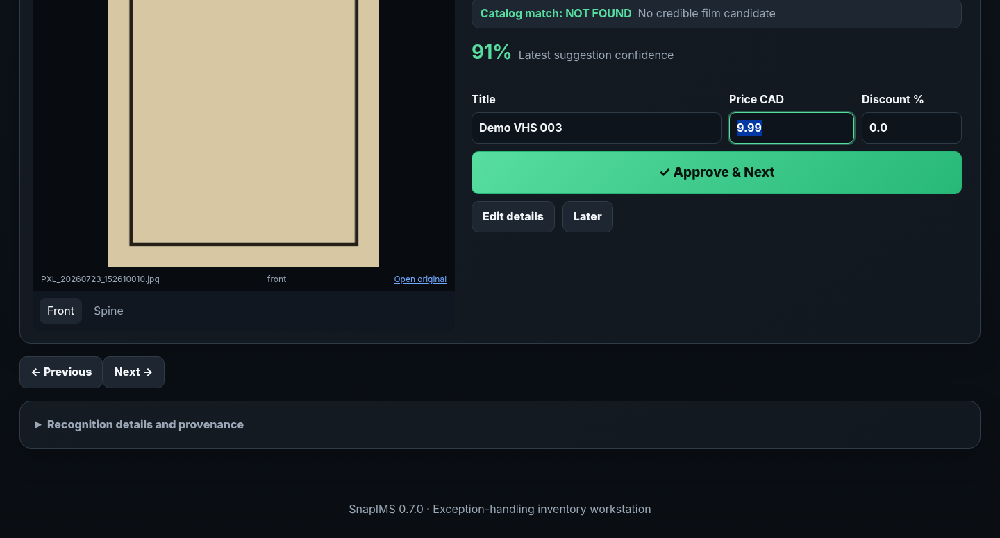 Catalog match: NOT FOUND No credible film candidate
91% Latest suggestion confidence
Title
Price CAD
Discount %
Demo VHS 003
9.99
0.0
✓ Approve & Next
Edit details
Later
PXL_20260723_152610010.jpg
front
Open original
Front
Spine
← Previous
Next →
▶ Recognition details and provenance
SnapIMS 0.7.0 · Exception-handling inventory workstation